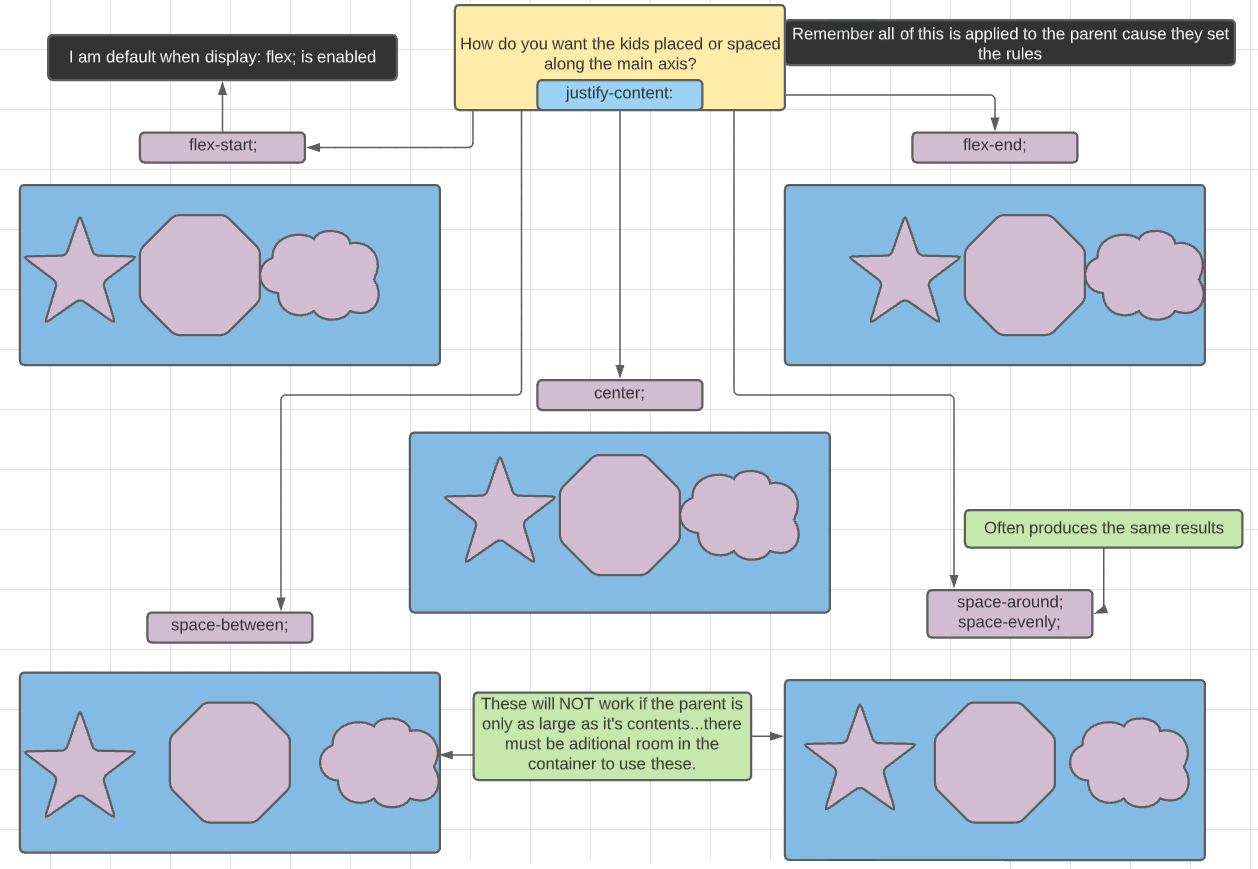 How do you want the kids placed or spaced
along the main axis?
justify-content:
Remember all of this is applied to the parent cause they set
the rules
I am default when display: flex; is enabled
flex-start;
flex-end;
center;
Often produces the same results
space-around;
space-evenly;
space-between;
These will NOT work if the parent is
only as large as it's contents...there
must be aditional room in the
container to use these.